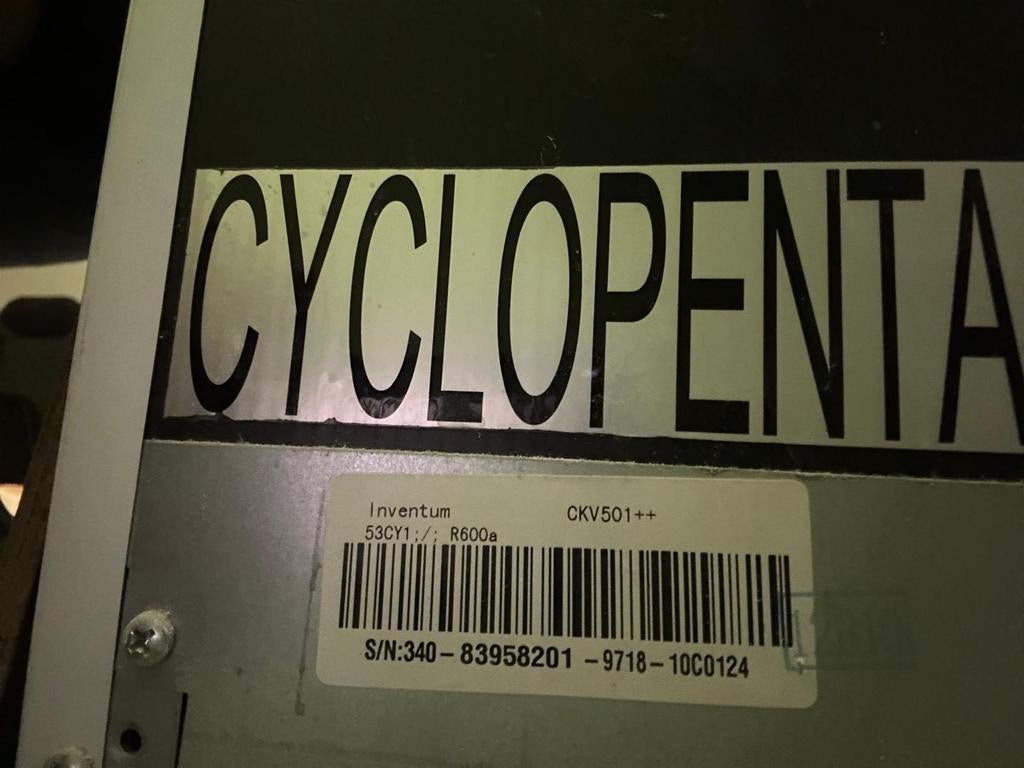 CYCLOPENTA
Inventum CKV501++
53CY1;/; R600a
S/N:340-83958201-9718-10C0124